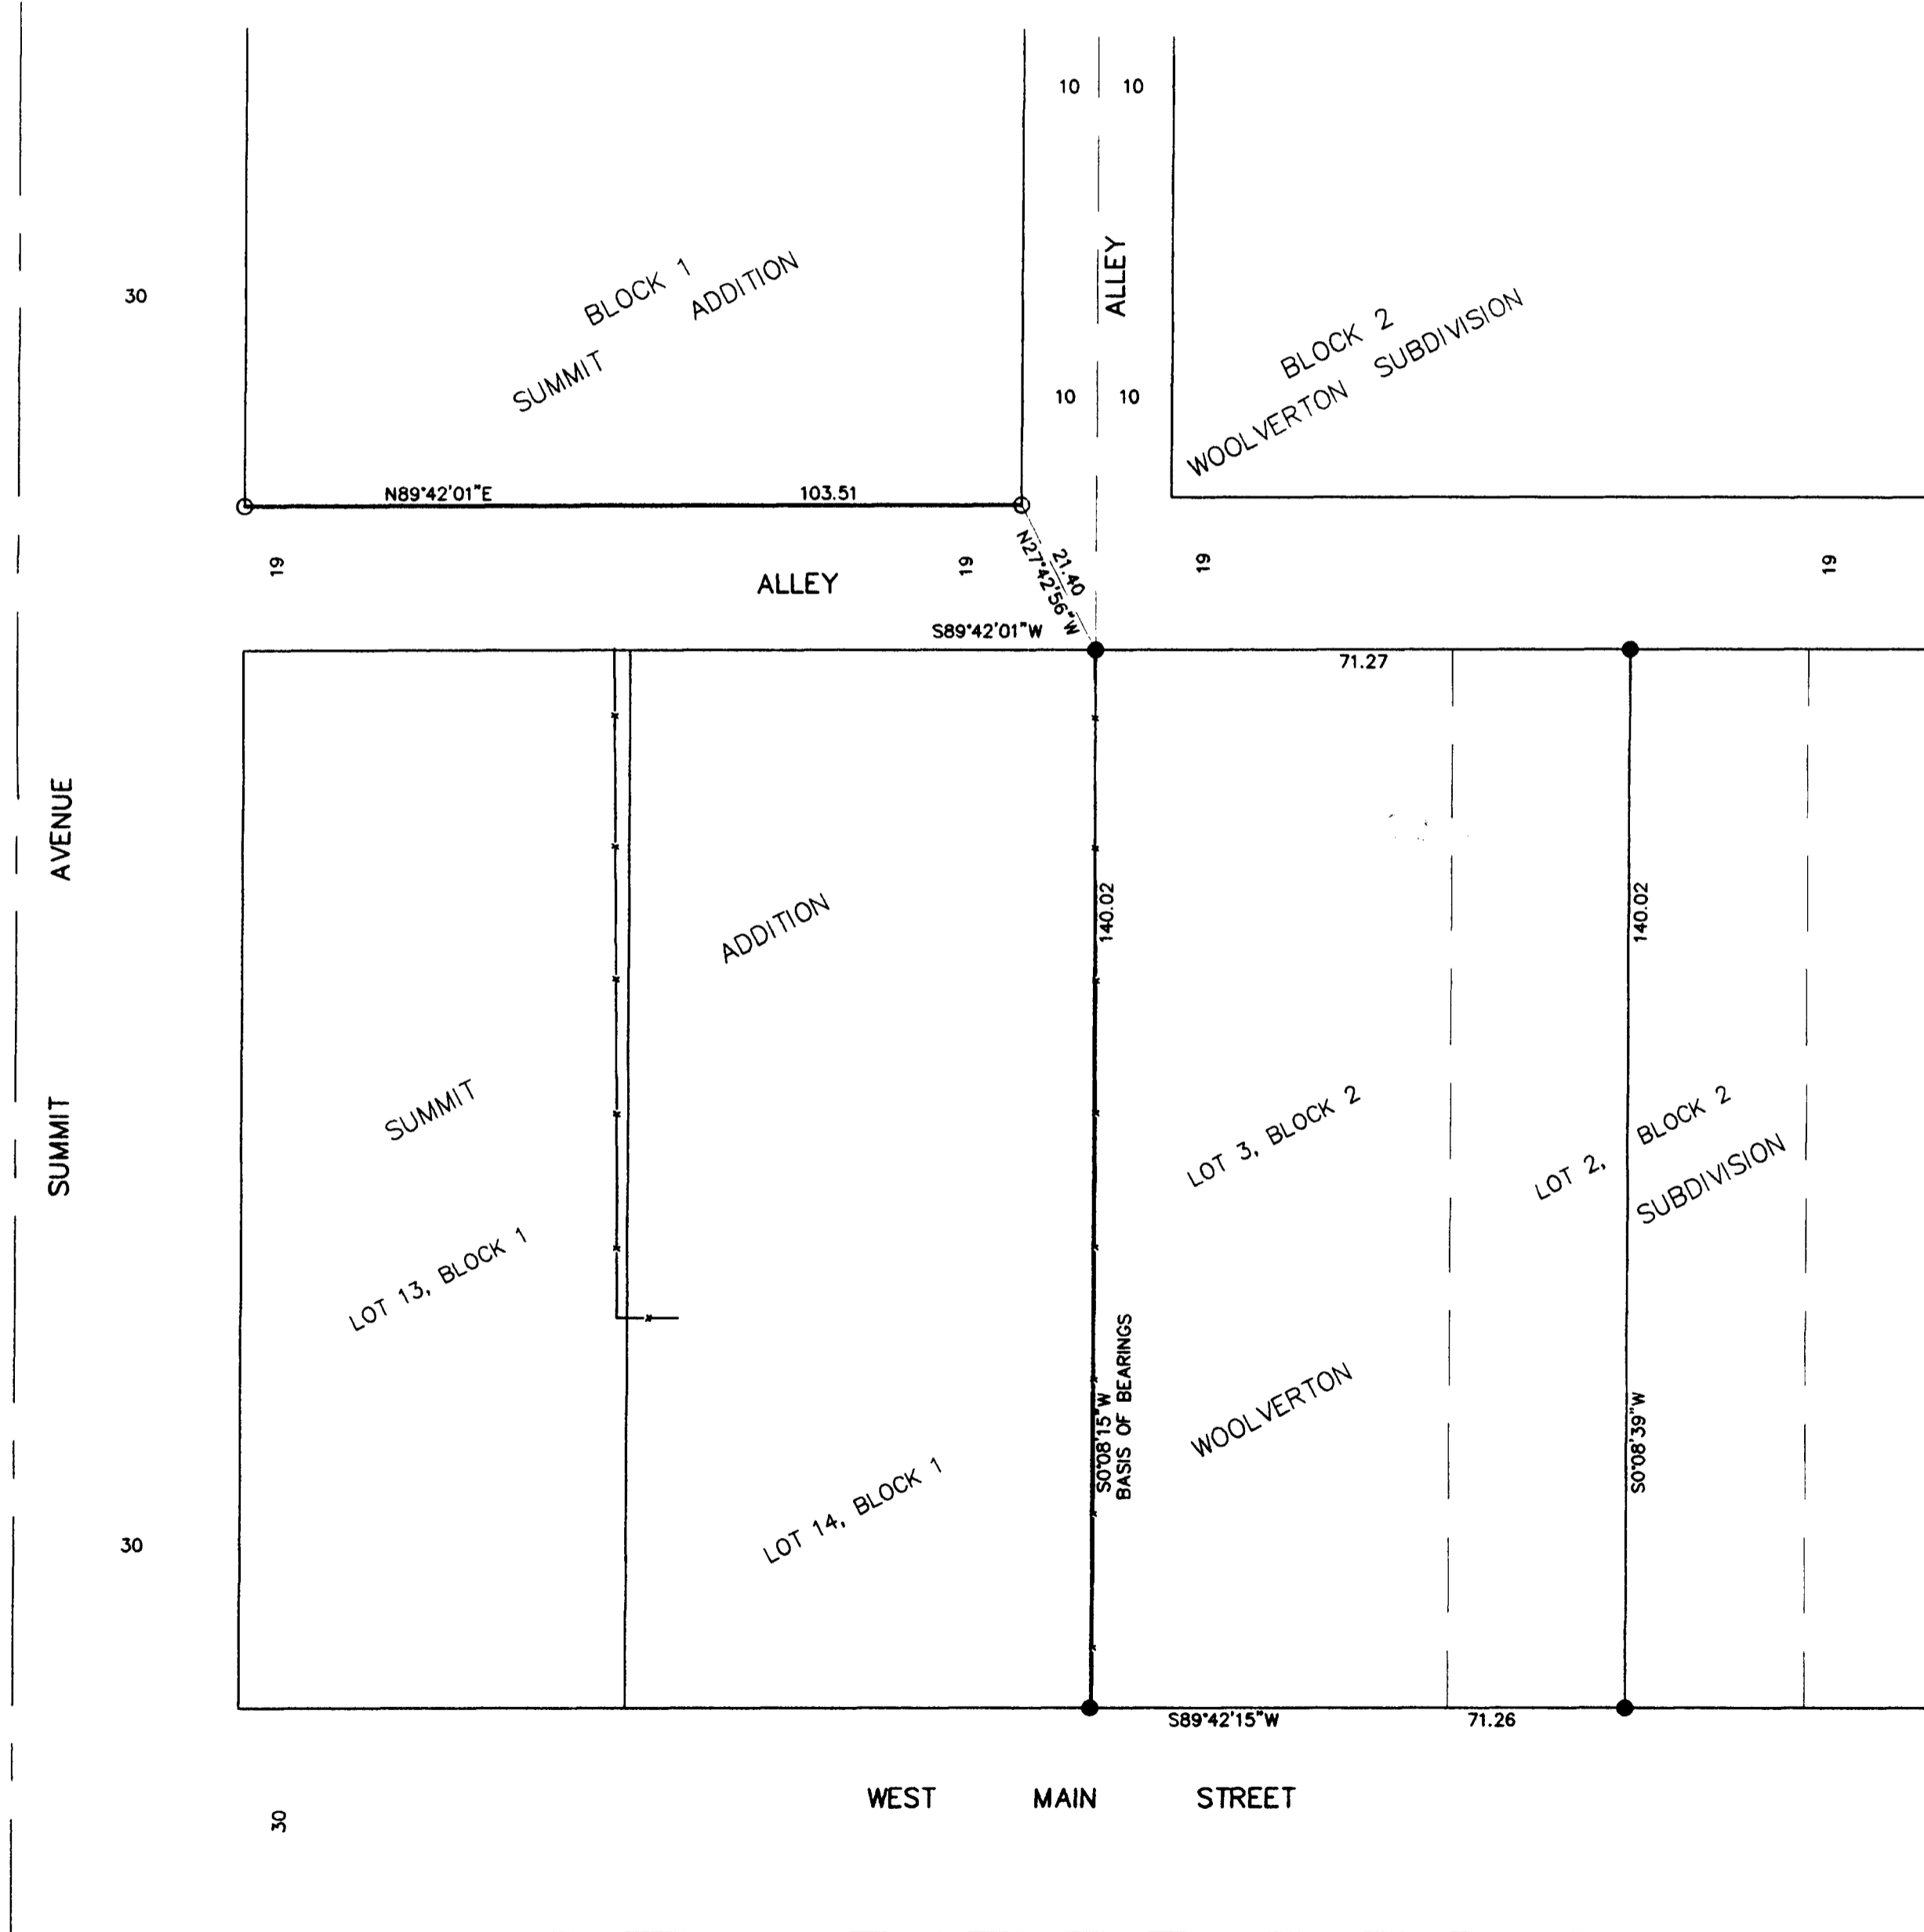 10 10
ALLEY
30
BLOCK 1
ADDITION
SUMMIT
BLOCK 2
WOOLVERTON SUBDIVISION
10 10
N89°42'01"E 103.51
19
19
19
19
ALLEY
21.40
N27°42'56"W
S89°42'01"W
71.27
SUMMIT AVENUE
140.02
140.02
ADDITION
SUMMIT
LOT 3, BLOCK 2
LOT 2, BLOCK 2
SUBDIVISION
LOT 13, BLOCK 1
WOOLVERTON
S0°08'15"W
BASIS OF BEARINGS
S0°08'39"W
LOT 14, BLOCK 1
30
S89°42'15"W 71.26
WEST MAIN STREET
30